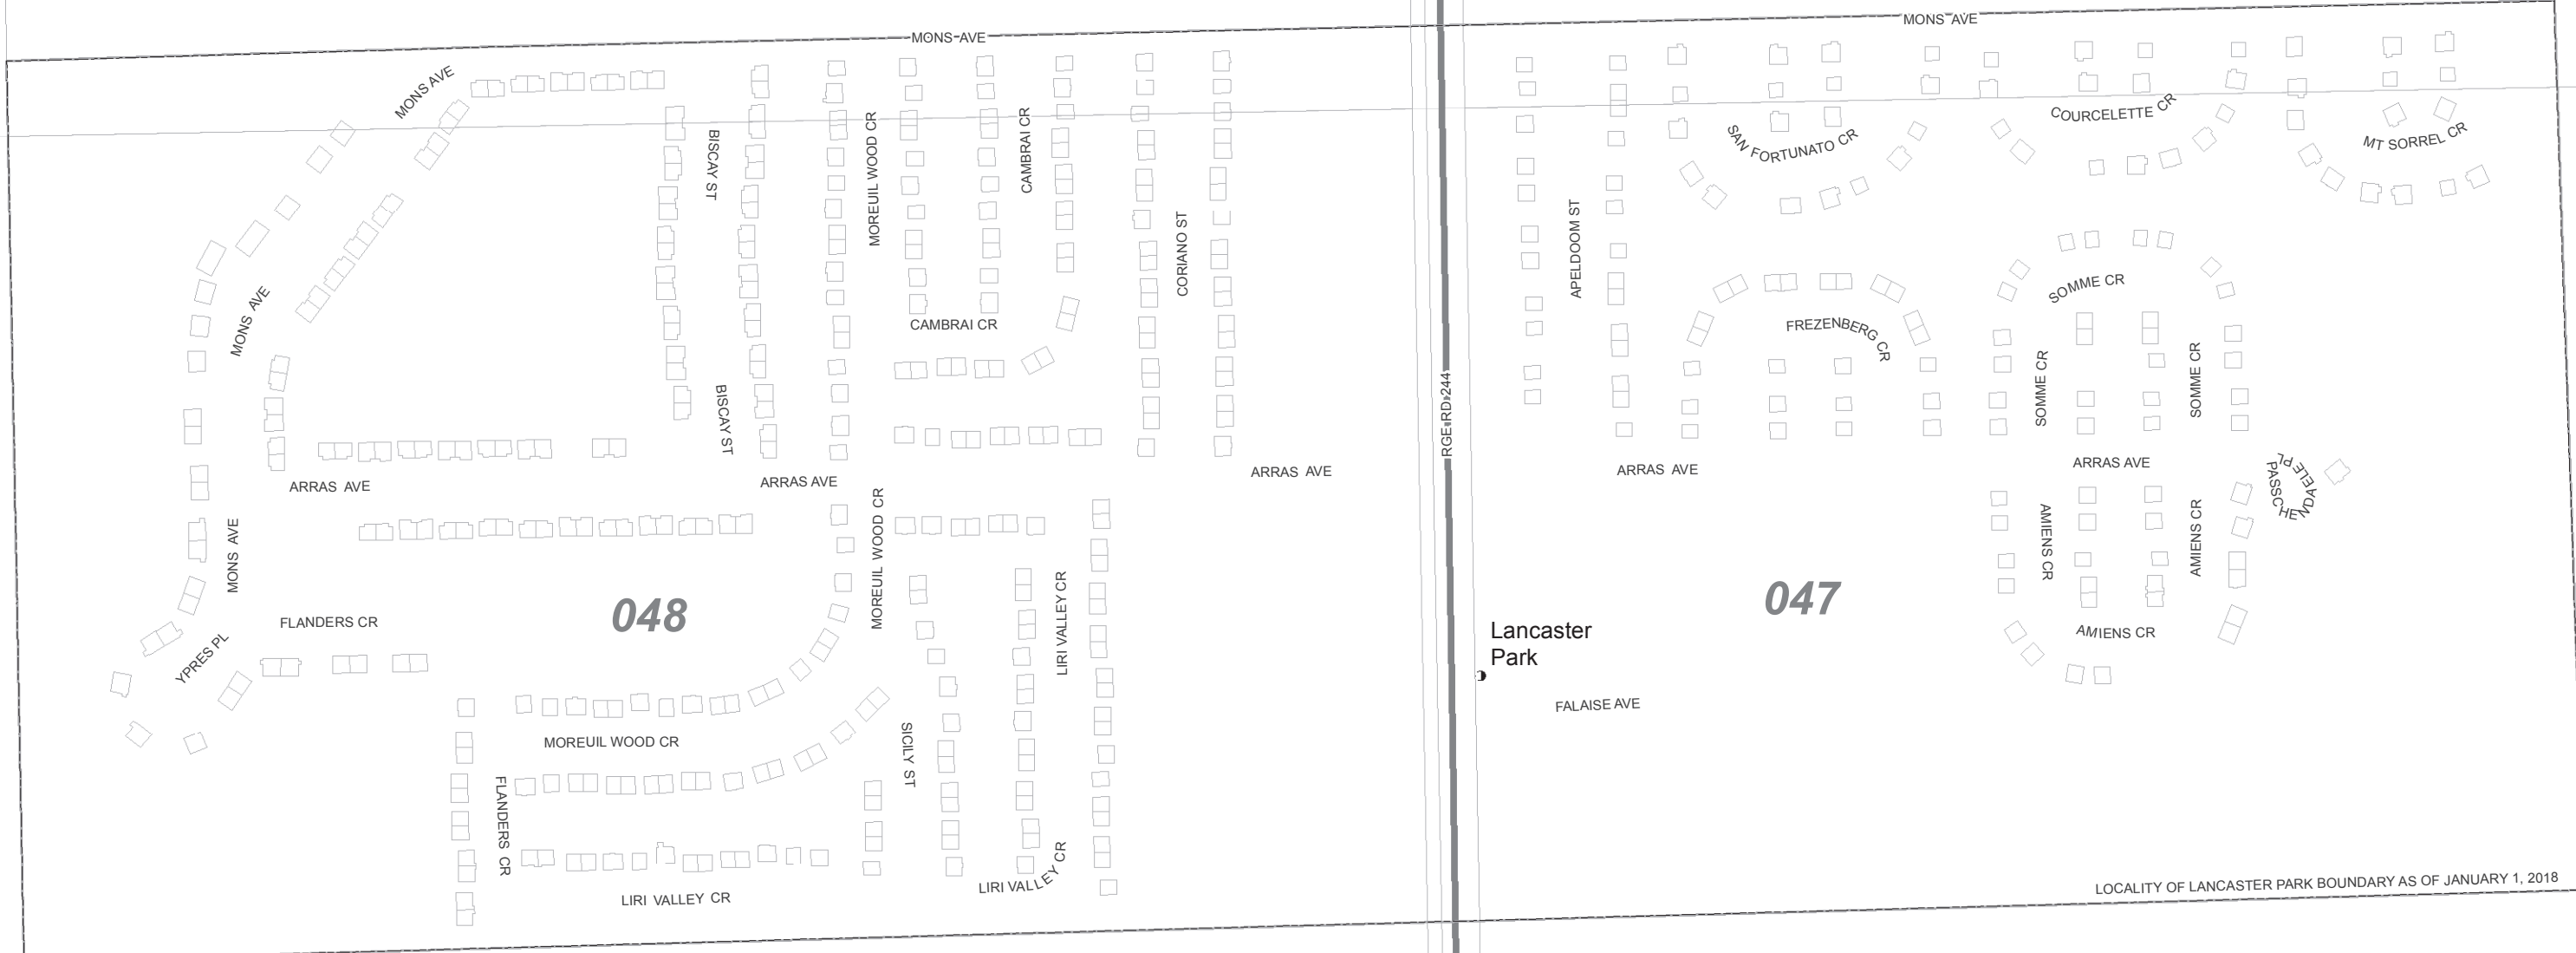 MONS AVE
MONS AVE
MONS AVE
BISCAY ST
MOREUIL WOOD CR
CAMBRAI CR
CORIANO ST
CAMBRAI CR
MONS AVE
BISCAY ST
ARRAS AVE
ARRAS AVE
ARRAS AVE
MONS AVE
MOREUIL WOOD CR
FLANDERS CR
048
LIRI VALLEY CR
YPRES PL
MOREUIL WOOD CR
SICILY ST
FLANDERS CR
LIRI VALLEY CR
LIRI VALLEY CR
RGE RD 244
APELDOOM ST
SAN FORTUNATO CR
COURCELETTE CR
MT SORREL CR
FREZENBERG CR
SOMME CR
SOMME CR
SOMME CR
ARRAS AVE
ARRAS AVE
PASSCHENDAELE PL
AMIENS CR
AMIENS CR
047
AMIENS CR
Lancaster
Park
FALAISE AVE
LOCALITY OF LANCASTER PARK BOUNDARY AS OF JANUARY 1, 2018